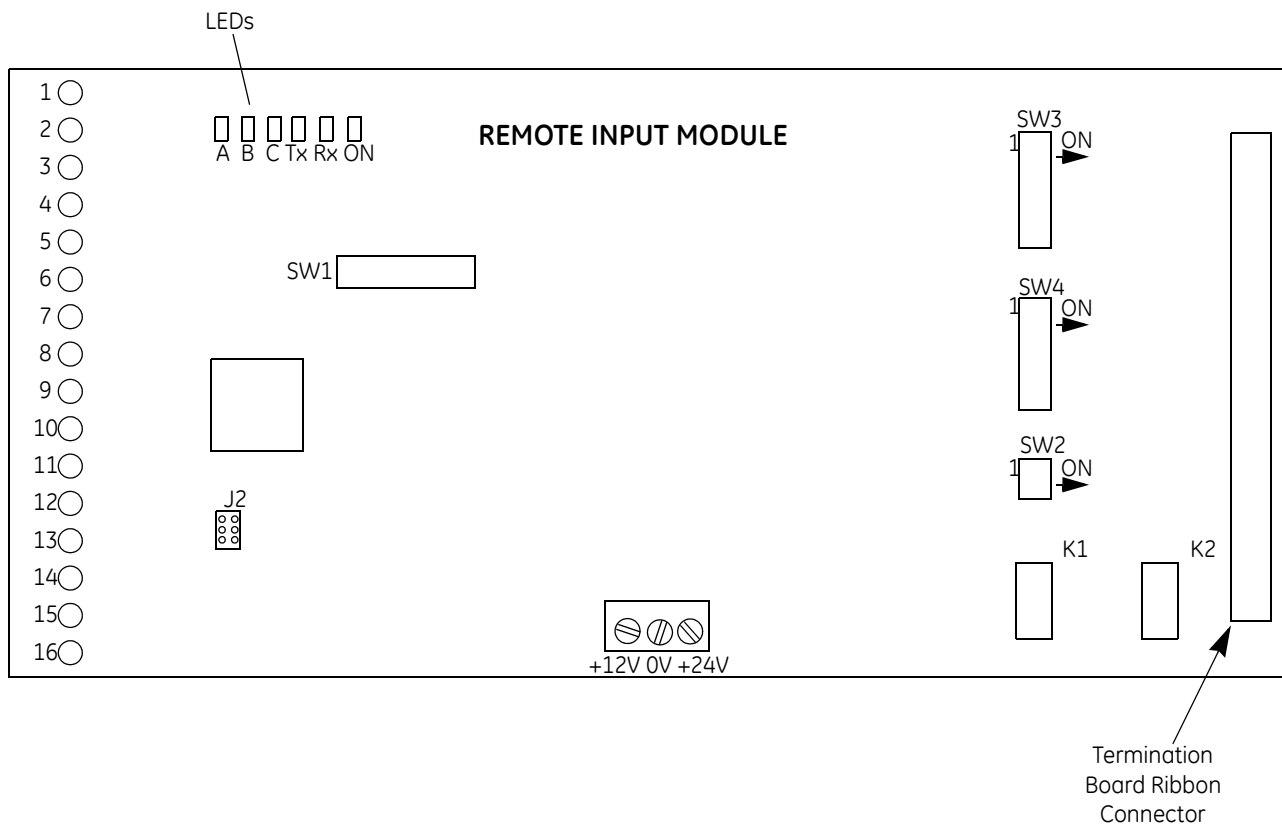 LEDs
1
2
3
4
5
6
7
8
9
10
11
12
13
14
15
16
A B C Tx Rx ON
REMOTE INPUT MODULE
SW1
J2
+12V 0V +24V
SW3
1 ON
SW4
1 ON
SW2
1 ON
K1 K2
Termination
Board Ribbon
Connector